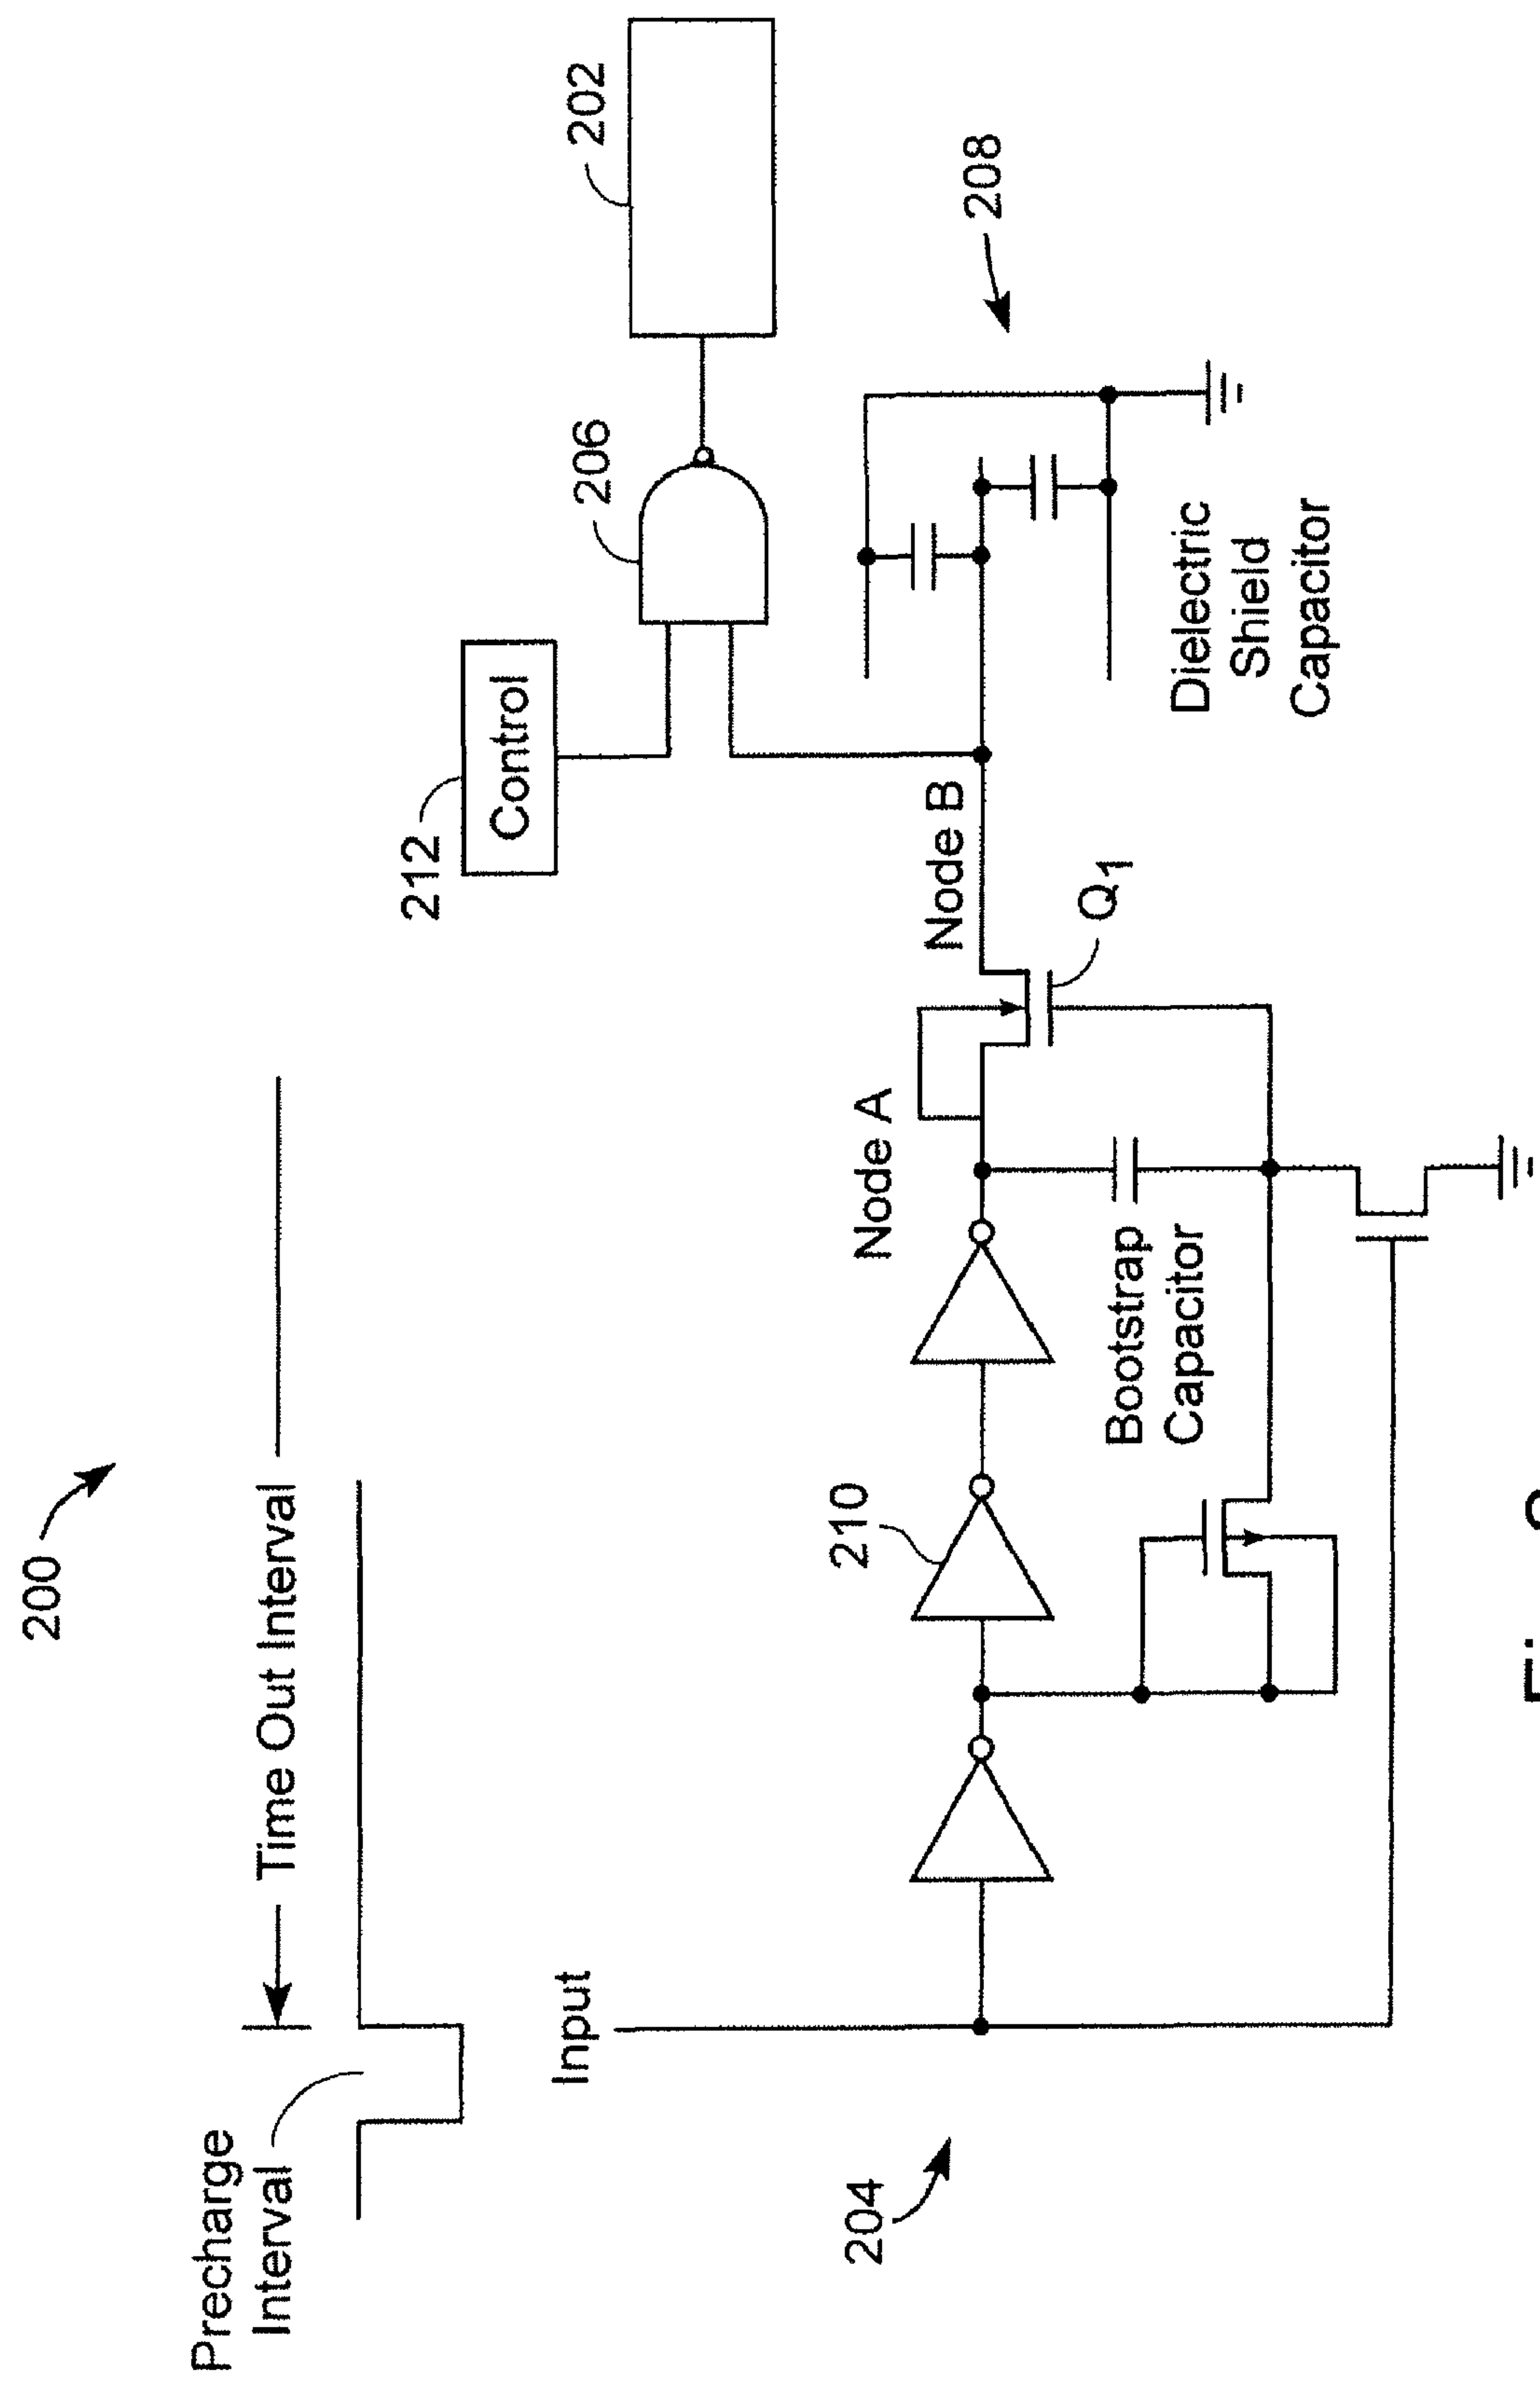 200
Precharge
Interval
Time Out Interval
Input
204
210
Bootstrap
Capacitor
Node A
Q1
Node B
212
Control
206
202
208
Dielectric
Shield
Capacitor